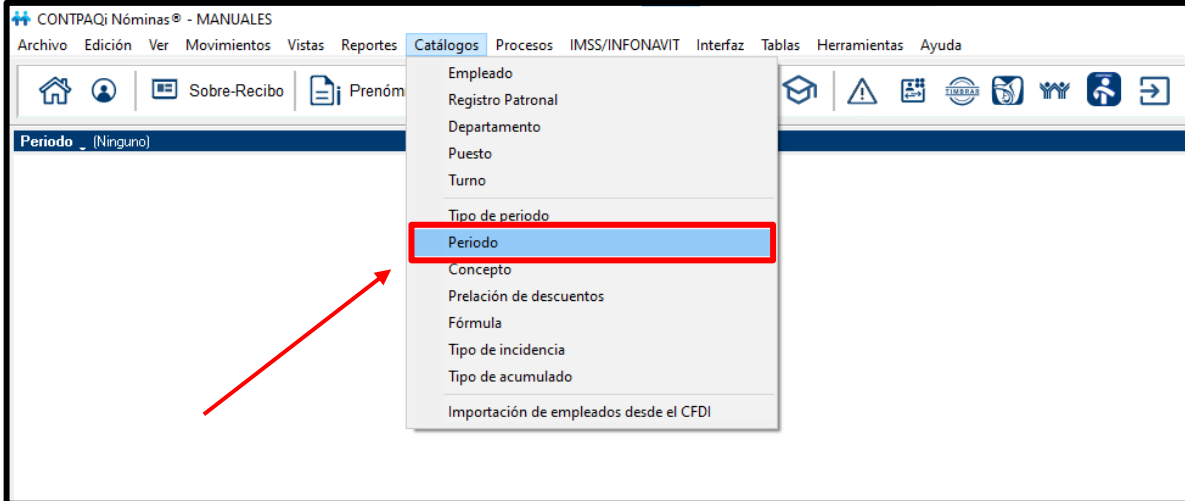 CONTPAQi Nóminas® - MANUALES
Archivo Edición Ver Movimientos Vistas Reportes Catálogos Procesos IMSS/INFONAVIT Interfaz Tablas Herramientas Ayuda
Sobre-Recibo Prenóm
TIMBRAR
Periodo (Ninguno)
Empleado
Registro Patronal
Departamento
Puesto
Turno
Tipo de periodo
Periodo
Concepto
Prelación de descuentos
Fórmula
Tipo de incidencia
Tipo de acumulado
Importación de empleados desde el CFDI